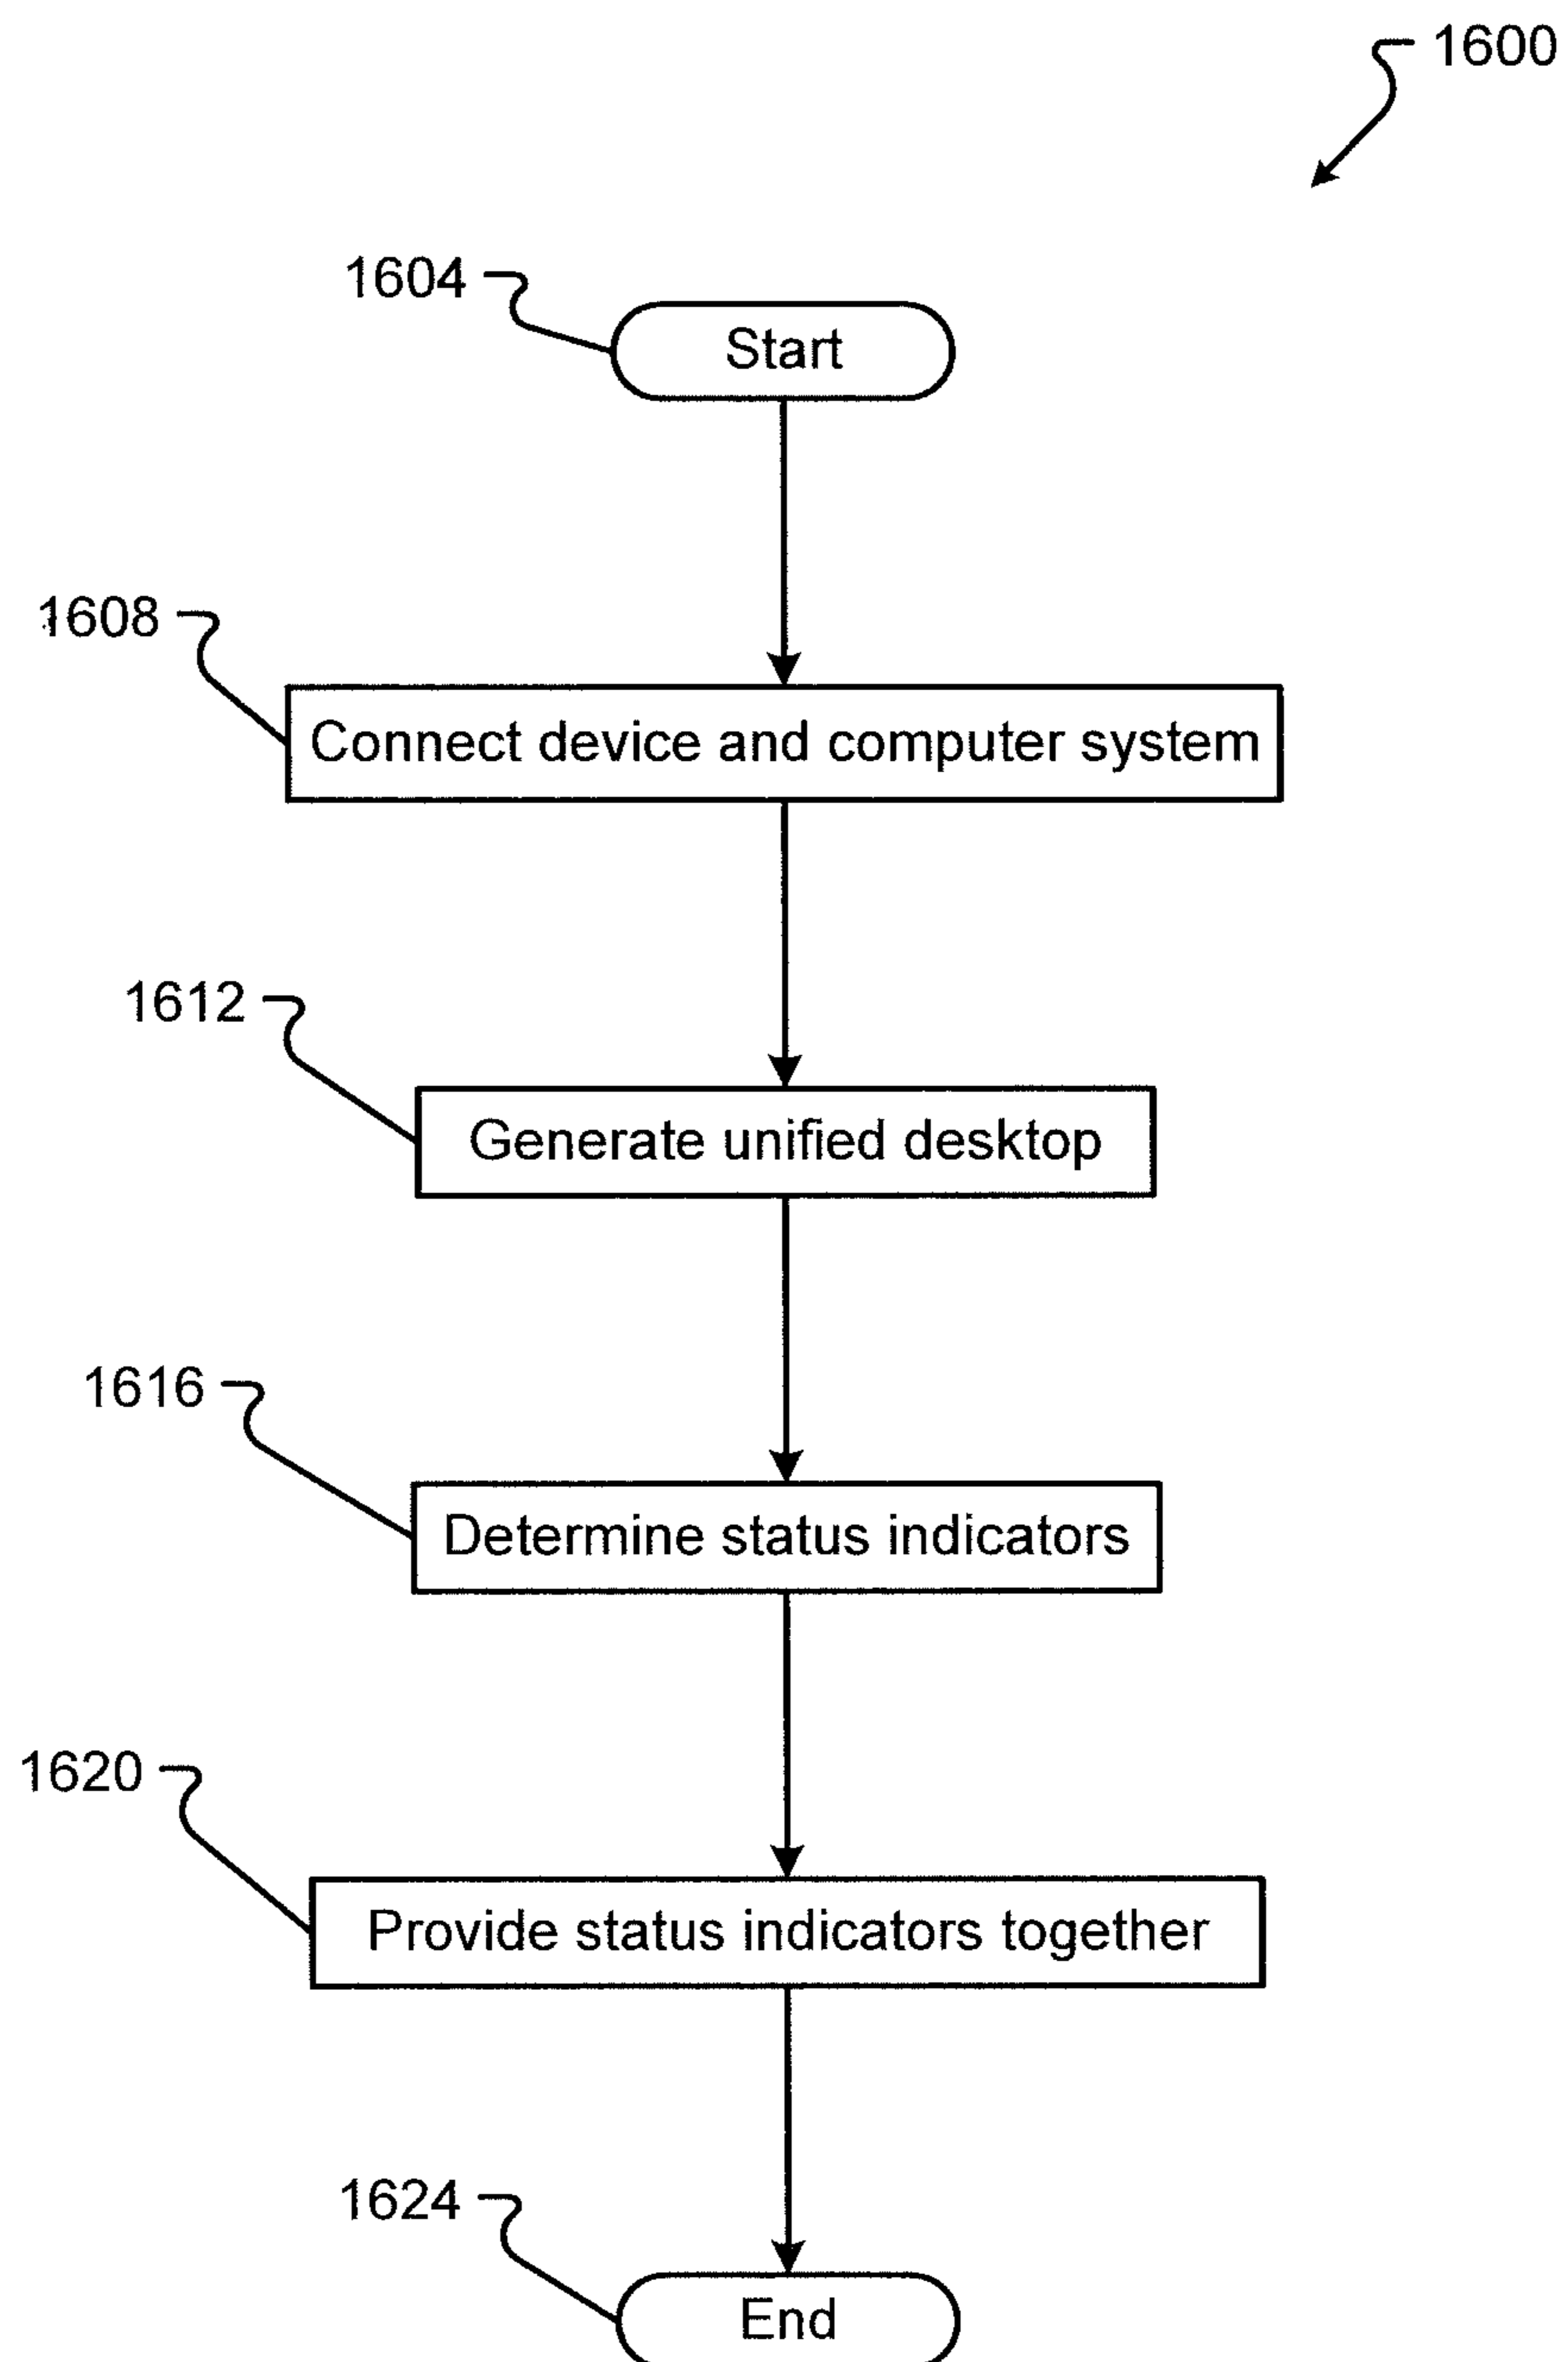 1600
1604
Start
1608
Connect device and computer system
1612
Generate unified desktop
1616
Determine status indicators
1620
Provide status indicators together
1624
End